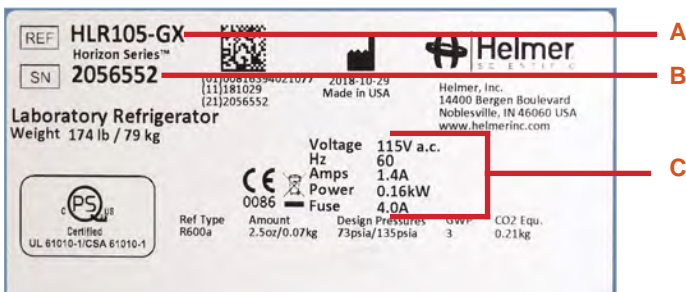 REF HLR105-GX
Horizon Series™
SN 2056552
(01)00816394021077
(11)181029
(21)2056552
2018-10-29
Made in USA
Helmer
SCIENTIFIC
Helmer, Inc.
14400 Bergen Boulevard
Noblesville, IN 46060 USA
www.helmerinc.com
Laboratory Refrigerator
Weight 174 lb / 79 kg
Voltage 115V a.c.
Hz 60
Amps 1.4A
Power 0.16kW
Fuse 4.0A
CE
0086
c PS us
Certified
UL 61010-1/CSA 61010-1
Ref Type Amount Design Pressures GWP CO2 Equ.
R600a 2.5oz/0.07kg 73psia/135psia 3 0.21kg
A
B
C